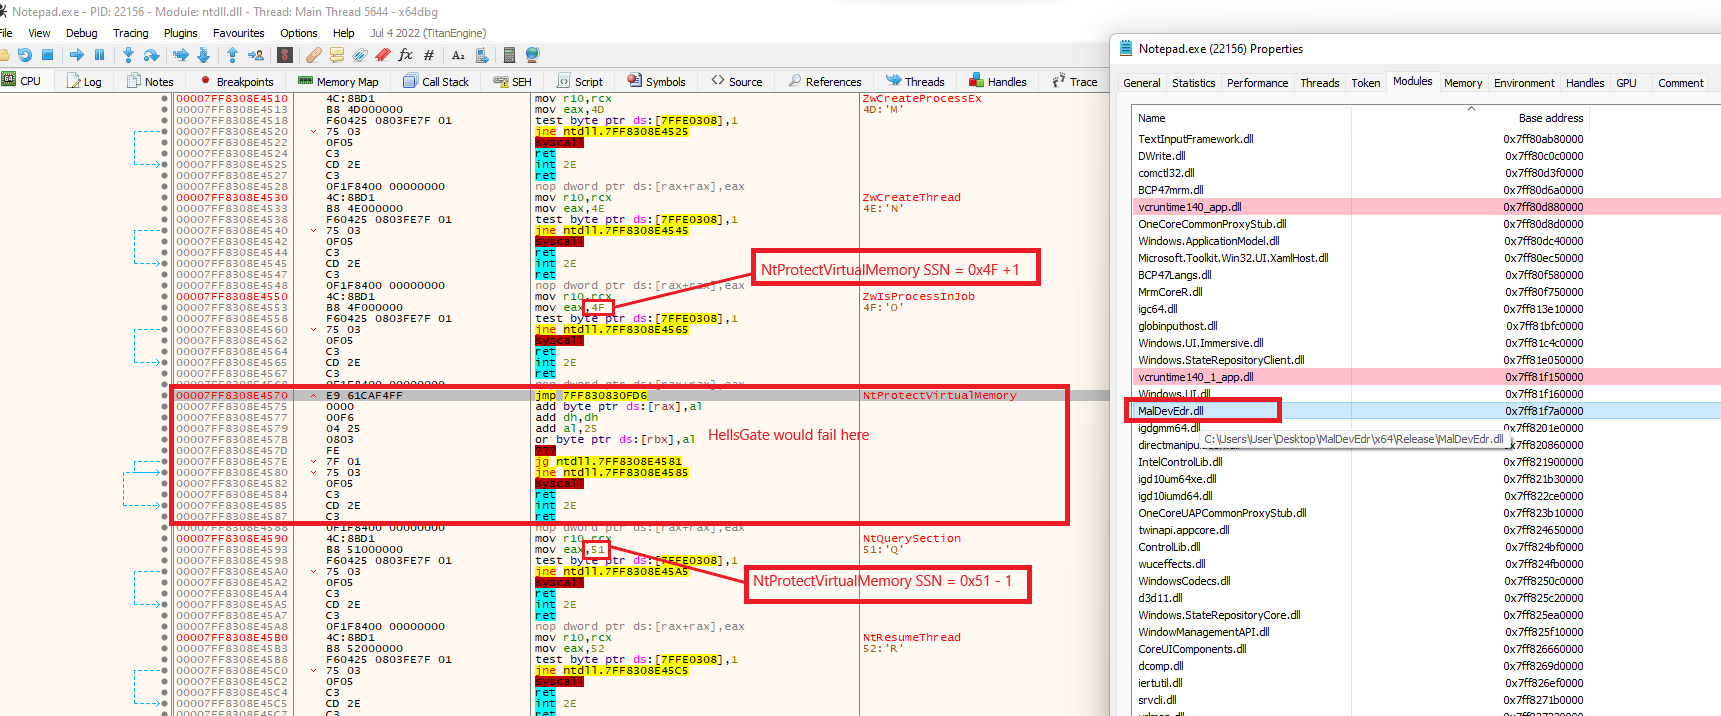 Notepad.exe - PID: 22156 - Module: ntdll.dll - Thread: Main Thread 5644 - x64dbg
File View Debug Tracing Plugins Favourites Options Help Jul 4 2022 (TitanEngine)
CPU Log Notes Breakpoints Memory Map Call Stack SEH Script Symbols Source References Threads Handles Trace
00007FF8308E4510 4C:8BD1 mov r10,rcx ZwCreateProcessEx
00007FF8308E4513 B8 4D000000 mov eax,4D 4D:'M'
00007FF8308E4518 F60425 0803FE7F 01 test byte ptr ds:[7FFE0308],1
00007FF8308E4520 75 03 jne ntdll.7FF8308E4525
00007FF8308E4522 0F05 syscall
00007FF8308E4524 C3 ret
00007FF8308E4525 CD 2E int 2E
00007FF8308E4527 C3 ret
00007FF8308E4528 0F1F8400 00000000 nop dword ptr ds:[rax+rax],eax
00007FF8308E4530 4C:8BD1 mov r10,rcx ZwCreateThread
00007FF8308E4533 B8 4E000000 mov eax,4E 4E:'N'
00007FF8308E4538 F60425 0803FE7F 01 test byte ptr ds:[7FFE0308],1
00007FF8308E4540 75 03 jne ntdll.7FF8308E4545
00007FF8308E4542 0F05 syscall
00007FF8308E4544 C3 ret
00007FF8308E4545 CD 2E int 2E
00007FF8308E4547 C3 ret
00007FF8308E4548 0F1F8400 00000000 nop dword ptr ds:[rax+rax],eax
00007FF8308E4550 4C:8BD1 mov r10,rcx ZwIsProcessInJob
00007FF8308E4553 B8 4F000000 mov eax,4F 4F:'O'
00007FF8308E4558 F60425 0803FE7F 01 test byte ptr ds:[7FFE0308],1
00007FF8308E4560 75 03 jne ntdll.7FF8308E4565
00007FF8308E4562 0F05 syscall
00007FF8308E4564 C3 ret
00007FF8308E4565 CD 2E int 2E
00007FF8308E4567 C3 ret
00007FF8308E4568 0F1F8400 00000000 nop dword ptr ds:[rax+rax],eax
00007FF8308E4570 E9 61CAF4FF jmp 7FF830830FD6 NtProtectVirtualMemory
00007FF8308E4575 0000 add byte ptr ds:[rax],al
00007FF8308E4577 00F6 add dh,dh
00007FF8308E4579 04 25 add al,25
00007FF8308E457B 0803 or byte ptr ds:[rbx],al
00007FF8308E457D FE ???
00007FF8308E457E 7F 01 jg ntdll.7FF8308E4581
00007FF8308E4580 75 03 jne ntdll.7FF8308E4585
00007FF8308E4582 0F05 syscall
00007FF8308E4584 C3 ret
00007FF8308E4585 CD 2E int 2E
00007FF8308E4587 C3 ret
00007FF8308E4588 0F1F8400 00000000 nop dword ptr ds:[rax+rax],eax
00007FF8308E4590 4C:8BD1 mov r10,rcx NtQuerySection
00007FF8308E4593 B8 51000000 mov eax,51 51:'Q'
00007FF8308E4598 F60425 0803FE7F 01 test byte ptr ds:[7FFE0308],1
00007FF8308E45A0 75 03 jne ntdll.7FF8308E45A5
00007FF8308E45A2 0F05 syscall
00007FF8308E45A4 C3 ret
00007FF8308E45A5 CD 2E int 2E
00007FF8308E45A7 C3 ret
00007FF8308E45A8 0F1F8400 00000000 nop dword ptr ds:[rax+rax],eax
00007FF8308E45B0 4C:8BD1 mov r10,rcx NtResumeThread
00007FF8308E45B3 B8 52000000 mov eax,52 52:'R'
00007FF8308E45B8 F60425 0803FE7F 01 test byte ptr ds:[7FFE0308],1
00007FF8308E45C0 75 03 jne ntdll.7FF8308E45C5
00007FF8308E45C2 0F05 syscall
00007FF8308E45C4 C3 ret
00007FF8308E45C5 CD 2E int 2E
00007FF8308E45C7 C3 ret
NtProtectVirtualMemory SSN = 0x4F +1
HellsGate would fail here
NtProtectVirtualMemory SSN = 0x51 - 1
Notepad.exe (22156) Properties
General Statistics Performance Threads Token Modules Memory Environment Handles GPU Comment
Name Base address
TextInputFramework.dll 0x7ff80ab80000
DWrite.dll 0x7ff80c0c0000
comctl32.dll 0x7ff80d3f0000
BCP47mrm.dll 0x7ff80d6a0000
vcruntime140_app.dll 0x7ff80d880000
OneCoreCommonProxyStub.dll 0x7ff80d8d0000
Windows.ApplicationModel.dll 0x7ff80dc40000
Microsoft.Toolkit.Win32.UI.XamlHost.dll 0x7ff80ec50000
BCP47Langs.dll 0x7ff80f580000
MrmCoreR.dll 0x7ff80f750000
igc64.dll 0x7ff813e10000
globinputhost.dll 0x7ff81bfc0000
Windows.UI.Immersive.dll 0x7ff81c4c0000
Windows.StateRepositoryClient.dll 0x7ff81e050000
vcruntime140_1_app.dll 0x7ff81f150000
Windows.UI.dll 0x7ff81f160000
MalDevEdr.dll 0x7ff81f7a0000
igdgmm64.dll 0x7ff8201e0000
C:\Users\User\Desktop\MalDevEdr\x64\Release\MalDevEdr.dll
directmanipu 0x7ff820860000
IntelControlLib.dll 0x7ff821900000
igd10um64xe.dll 0x7ff821b30000
igd10iumd64.dll 0x7ff822ce0000
OneCoreUAPCommonProxyStub.dll 0x7ff823b10000
twinapi.appcore.dll 0x7ff824650000
ControlLib.dll 0x7ff824bf0000
wuceffects.dll 0x7ff824fb0000
WindowsCodecs.dll 0x7ff8250c0000
d3d11.dll 0x7ff825c20000
Windows.StateRepositoryCore.dll 0x7ff825ea0000
WindowManagementAPI.dll 0x7ff825f10000
CoreUIComponents.dll 0x7ff826660000
dcomp.dll 0x7ff8269d0000
iertutil.dll 0x7ff826ef0000
srvcli.dll 0x7ff8271b0000